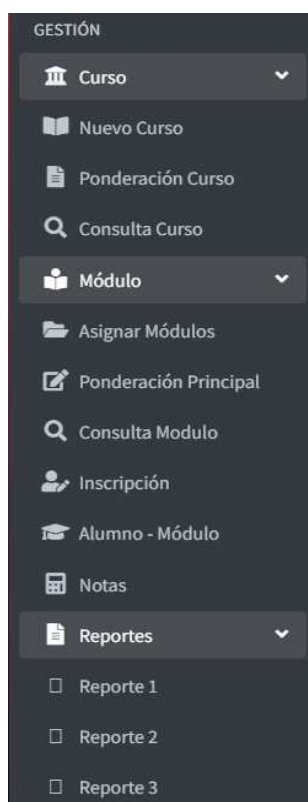 GESTIÓN
Curso
Nuevo Curso
Ponderación Curso
Consulta Curso
Módulo
Asignar Módulos
Ponderación Principal
Consulta Modulo
Inscripción
Alumno - Módulo
Notas
Reportes
Reporte 1
Reporte 2
Reporte 3